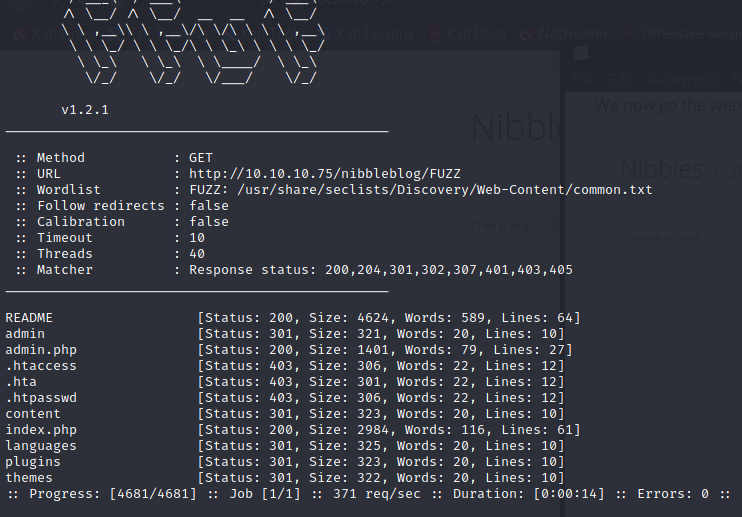 Kali Forums Kali Docs NetHunter Offensive Secur
File Edit Paragraph
We now go the web
Nibbles
Nibbles Yum
There are no p
v1.2.1
:: Method : GET
:: URL : http://10.10.10.75/nibbleblog/FUZZ
:: Wordlist : FUZZ: /usr/share/seclists/Discovery/Web-Content/common.txt
:: Follow redirects : false
:: Calibration : false
:: Timeout : 10
:: Threads : 40
:: Matcher : Response status: 200,204,301,302,307,401,403,405
README [Status: 200, Size: 4624, Words: 589, Lines: 64]
admin [Status: 301, Size: 321, Words: 20, Lines: 10]
admin.php [Status: 200, Size: 1401, Words: 79, Lines: 27]
.htaccess [Status: 403, Size: 306, Words: 22, Lines: 12]
.hta [Status: 403, Size: 301, Words: 22, Lines: 12]
.htpasswd [Status: 403, Size: 306, Words: 22, Lines: 12]
content [Status: 301, Size: 323, Words: 20, Lines: 10]
index.php [Status: 200, Size: 2984, Words: 116, Lines: 61]
languages [Status: 301, Size: 325, Words: 20, Lines: 10]
plugins [Status: 301, Size: 323, Words: 20, Lines: 10]
themes [Status: 301, Size: 322, Words: 20, Lines: 10]
:: Progress: [4681/4681] :: Job [1/1] :: 371 req/sec :: Duration: [0:00:14] :: Errors: 0 ::